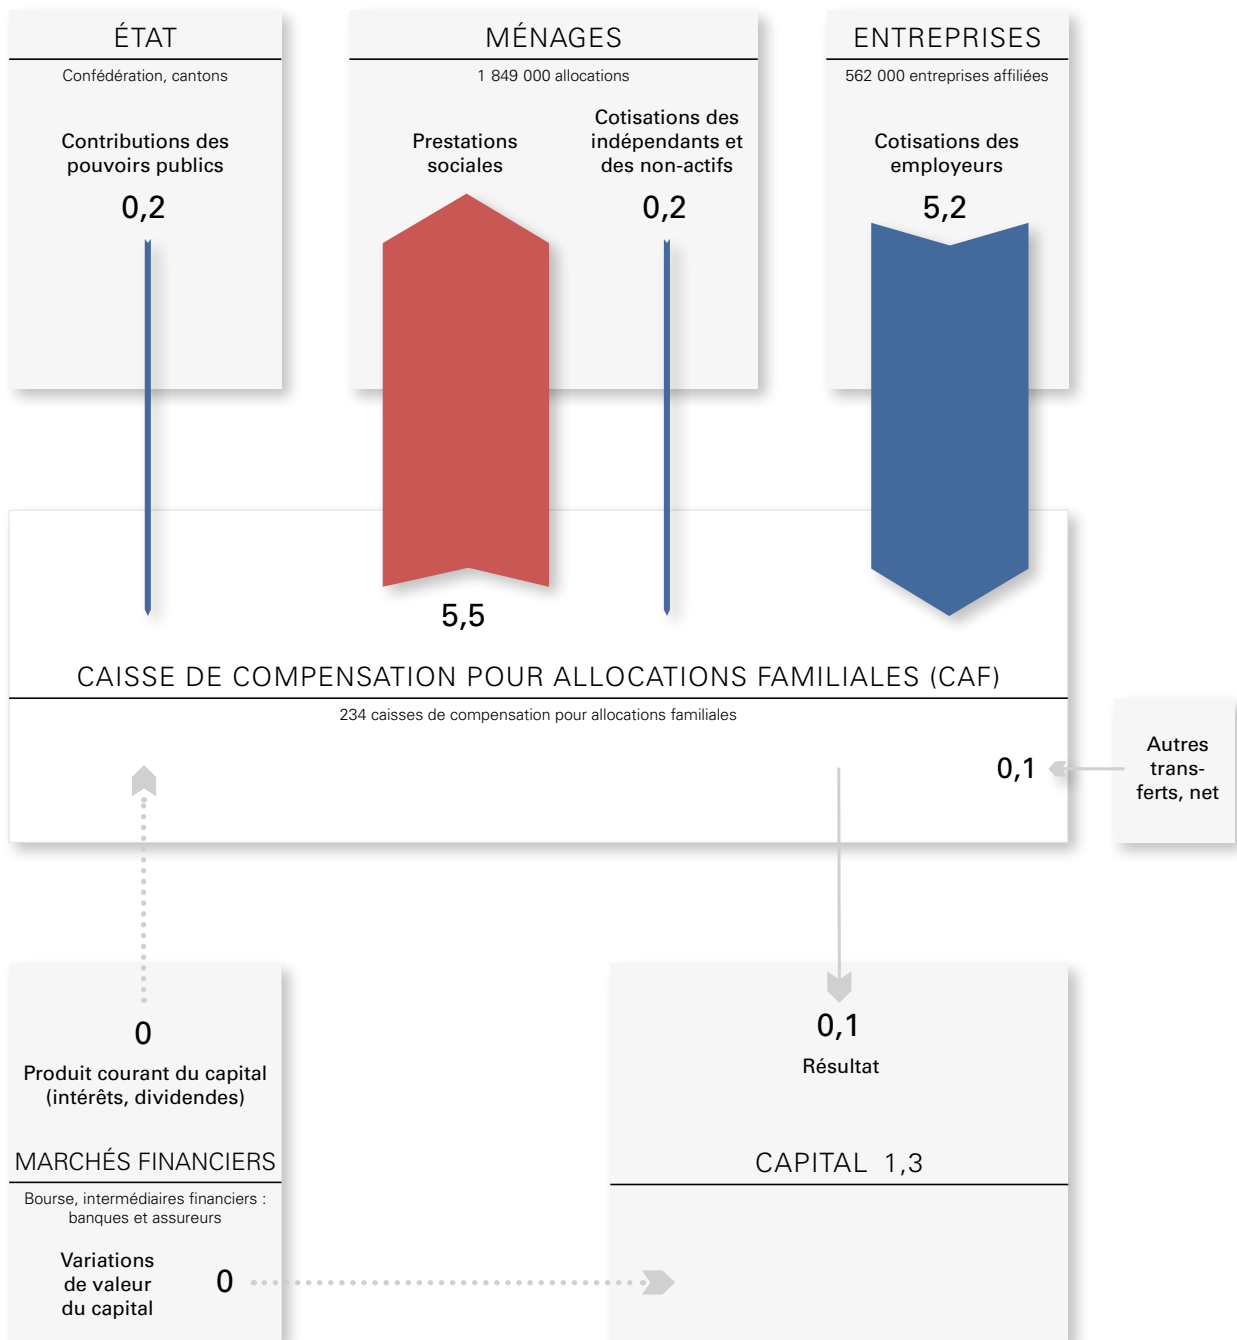 ÉTAT
Confédération, cantons
Contributions des
pouvoirs publics
0,2
MÉNAGES
1 849 000 allocations
Prestations
sociales
Cotisations des
indépendants et
des non-actifs
0,2
ENTREPRISES
562 000 entreprises affiliées
Cotisations des
employeurs
5,2
5,5
CAISSE DE COMPENSATION POUR ALLOCATIONS FAMILIALES (CAF)
234 caisses de compensation pour allocations familiales
0,1
Autres
trans-
ferts, net
0
Produit courant du capital
(intérêts, dividendes)
MARCHÉS FINANCIERS
Bourse, intermédiaires financiers :
banques et assureurs
Variations
de valeur
du capital
0
0,1
Résultat
CAPITAL 1,3